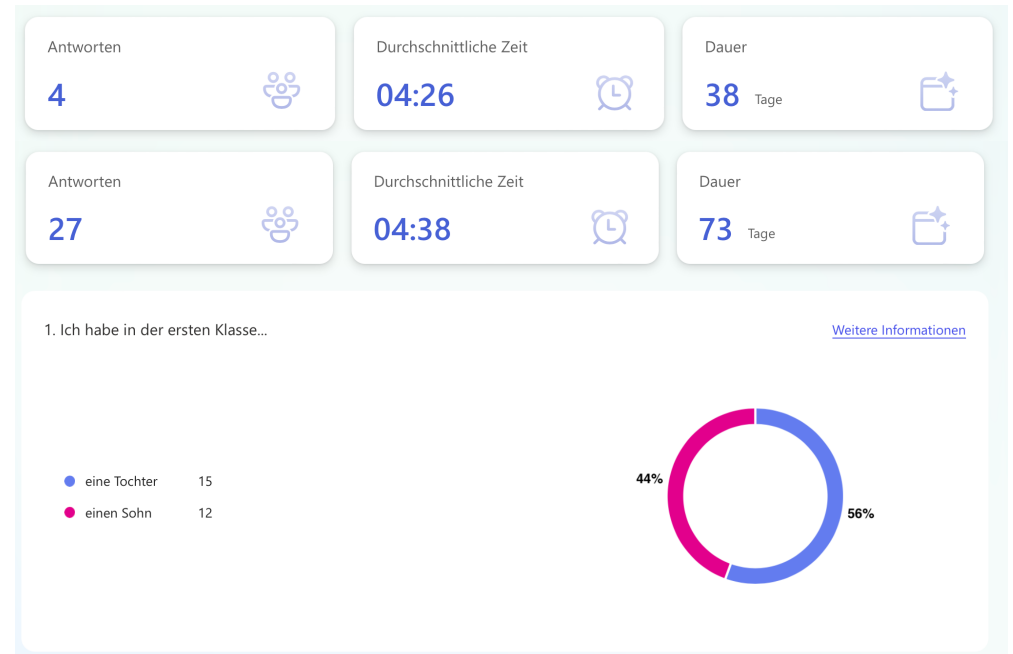 Antworten
4
Durchschnittliche Zeit
04:26
Dauer
38 Tage
Antworten
27
Durchschnittliche Zeit
04:38
Dauer
73 Tage
1. Ich habe in der ersten Klasse...
Weitere Informationen
eine Tochter 15
einen Sohn 12
44%
56%